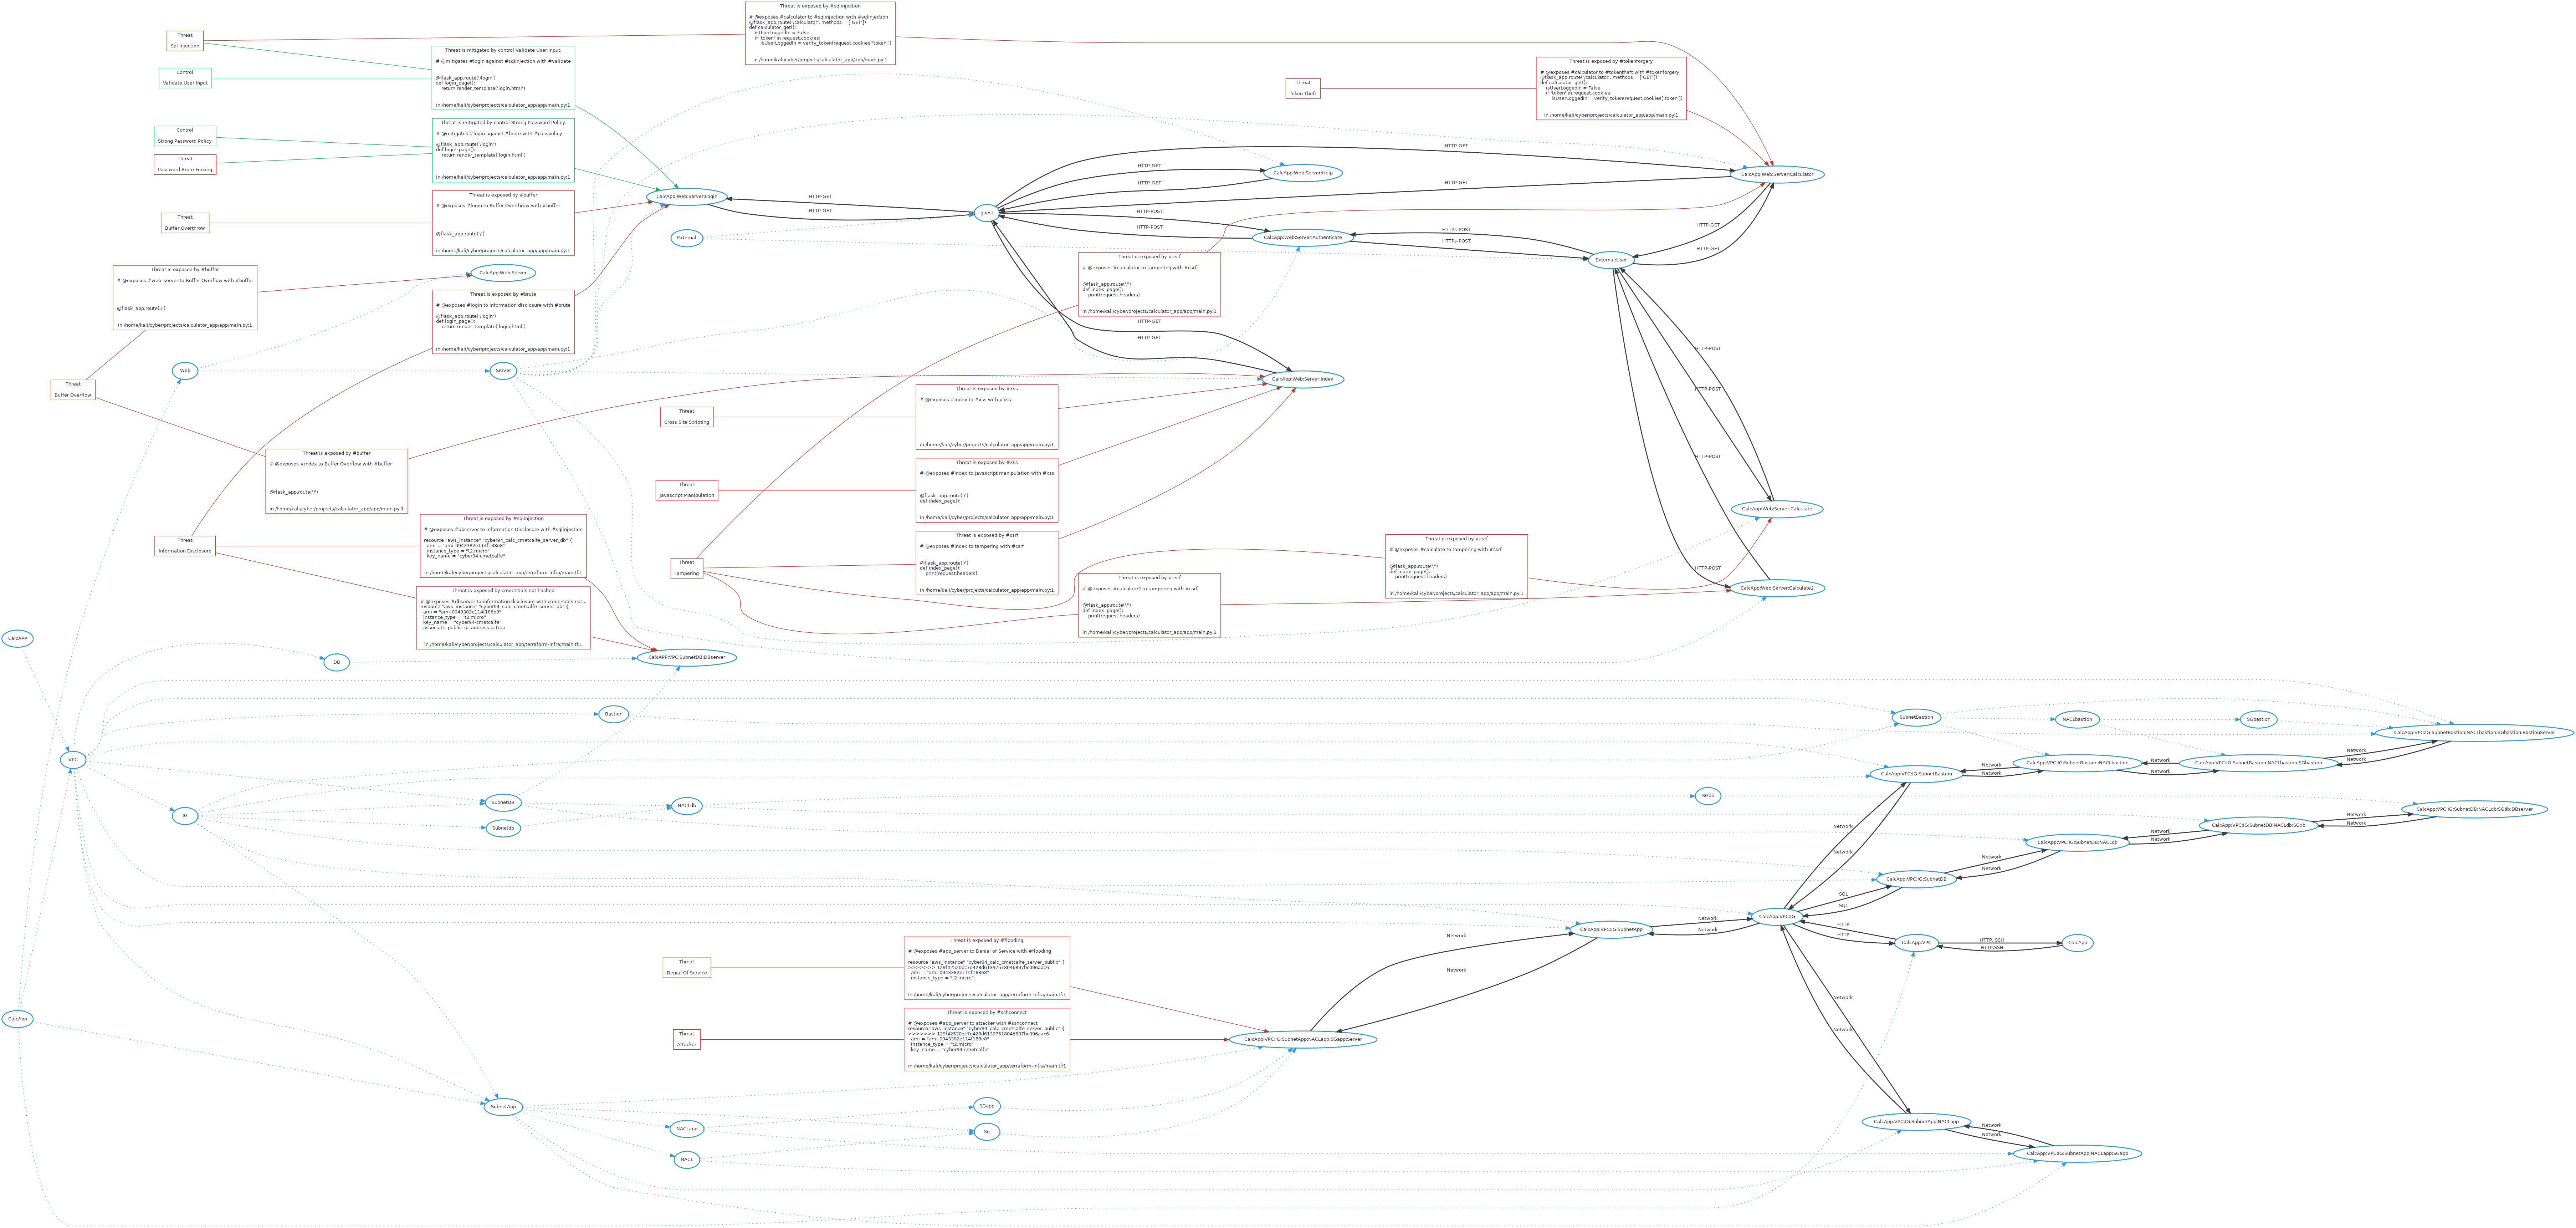 Threat is exposed by #sqlinjection
# @exposes #calculator to #sqlinjection with #sqlinjection
@flask_app.route('/calculator', methods = ['GET'])
def calculator_get():
isUserLoggedIn = False
if 'token' in request.cookies:
isUserLoggedIn = verify_token(request.cookies['token'])
in /home/kali/cyber/projects/calculator_app/app/main.py:1
Threat
Sql Injection
Threat is mitigated by control Validate User Input.
# @mitigates #login against #sqlinjection with #validate
@flask_app.route('/login')
def login_page():
return render_template('login.html')
in /home/kali/cyber/projects/calculator_app/app/main.py:1
Control
Validate User Input
Threat is exposed by #tokenforgery
# @exposes #calculator to #tokentheft with #tokenforgery
@flask_app.route('/calculator', methods = ['GET'])
def calculator_get():
isUserLoggedIn = False
if 'token' in request.cookies:
isUserLoggedIn = verify_token(request.cookies['token'])
in /home/kali/cyber/projects/calculator_app/app/main.py:1
Threat
Token Theft
Threat is mitigated by control Strong Password Policy.
# @mitigates #login against #brute with #passpolicy
@flask_app.route('/login')
def login_page():
return render_template('login.html')
in /home/kali/cyber/projects/calculator_app/app/main.py:1
Control
Strong Password Policy
Threat
Password Brute Forcing
HTTP-GET
HTTP-GET
HTTP-GET
HTTP-GET
CalcApp:Web:Server:Help
CalcApp:Web:Server:Calculator
CalcApp:Web:Server:Login
HTTP-GET
HTTP-GET
guest
HTTP-POST
HTTP-POST
Threat is exposed by #buffer
# @exposes #login to Buffer Overthrow with #buffer
@flask_app.route('/')
in /home/kali/cyber/projects/calculator_app/app/main.py:1
Threat
Buffer Overthrow
External
CalcApp:Web:Server:Authenticate
HTTPs-POST
HTTPs-POST
HTTP-GET
HTTP-GET
External:User
Threat is exposed by #csrf
# @exposes #calculator to tampering with #csrf
@flask_app.route('/')
def index_page():
print(request.headers)
in /home/kali/cyber/projects/calculator_app/app/main.py:1
Threat is exposed by #buffer
# @exposes #web_server to Buffer Overflow with #buffer
@flask_app.route('/')
in /home/kali/cyber/projects/calculator_app/app/main.py:1
CalcApp:Web:Server
Threat is exposed by #brute
# @exposes #login to information disclosure with #brute
@flask_app.route('/login')
def login_page():
return render_template('login.html')
in /home/kali/cyber/projects/calculator_app/app/main.py:1
HTTP-GET
HTTP-GET
HTTP-POST
HTTP-POST
HTTP-POST
HTTP-POST
Web
Server
CalcApp:Web:Server:Index
Threat
Buffer Overflow
Threat is exposed by #xss
# @exposes #index to #xss with #xss
in /home/kali/cyber/projects/calculator_app/app/main.py:1
Threat
Cross Site Scripting
Threat is exposed by #buffer
# @exposes #index to Buffer Overflow with #buffer
@flask_app.route('/')
in /home/kali/cyber/projects/calculator_app/app/main.py:1
Threat is exposed by #xss
# @exposes #index to javascript manipulation with #xss
@flask_app.route('/')
def index_page():
in /home/kali/cyber/projects/calculator_app/app/main.py:1
Threat
Javascript Manipulation
CalcApp:Web:Server:Calculate
Threat is exposed by #sqlinjection
# @exposes #dbserver to Information Disclosure with #sqlinjection
resource "aws_instance" "cyber94_calc_cmetcalfe_server_db" {
ami = "ami-0943382e114f188e8"
instance_type = "t2.micro"
key_name = "cyber94-cmetcalfe"
in /home/kali/cyber/projects/calculator_app/terraform-infra/main.tf:1
Threat
Information Disclosure
Threat is exposed by #csrf
# @exposes #index to tampering with #csrf
@flask_app.route('/')
def index_page():
print(request.headers)
in /home/kali/cyber/projects/calculator_app/app/main.py:1
Threat
Tampering
Threat is exposed by #csrf
# @exposes #calculate to tampering with #csrf
@flask_app.route('/')
def index_page():
print(request.headers)
in /home/kali/cyber/projects/calculator_app/app/main.py:1
Threat is exposed by #csrf
# @exposes #calculate2 to tampering with #csrf
@flask_app.route('/')
def index_page():
print(request.headers)
in /home/kali/cyber/projects/calculator_app/app/main.py:1
CalcApp:Web:Server:Calculate2
Threat is exposed by credentials not hashed
# @exposes #dbserver to information disclosure with credentials not...
resource "aws_instance" "cyber94_calc_cmetcalfe_server_db" {
ami = "ami-0943382e114f188e8"
instance_type = "t2.micro"
key_name = "cyber94-cmetcalfe"
associate_public_ip_address = true
in /home/kali/cyber/projects/calculator_app/terraform-infra/main.tf:1
CalcAPP
DB
CalcAPP:VPC:SubnetDB:DBserver
Bastion
SubnetBastion
NACLbastion
SGbastion
CalcApp:VPC:IG:SubnetBastion:NACLbastion:SGbastion:BastionServer
VPC
Network
Network
CalcApp:VPC:IG:SubnetBastion
Network
Network
CalcApp:VPC:IG:SubnetBastion:NACLbastion
Network
Network
CalcApp:VPC:IG:SubnetBastion:NACLbastion:SGbastion
IG
SubnetDB
Subnetdb
NACLdb
SGdb
CalcApp:VPC:IG:SubnetDB:NACLdb:SGdb:DBserver
Network
Network
CalcApp:VPC:IG:SubnetDB:NACLdb:SGdb
Network
Network
CalcApp:VPC:IG:SubnetDB:NACLdb
Network
Network
Network
Network
CalcApp:VPC:IG:SubnetDB
SQL
SQL
CalcApp:VPC:IG
Network
Network
CalcApp:VPC:IG:SubnetApp
HTTP
HTTP
CalcApp:VPC
HTTP, SSH
HTTP,SSH
CalcApp
Threat is exposed by #flooding
# @exposes #app_server to Denial of Service with #flooding
resource "aws_instance" "cyber94_calc_cmetcalfe_server_public" {
>>>>>>> 129f42520dc7d428d61397518046897bc096aac6
ami = "ami-0943382e114f188e8"
instance_type = "t2.micro"
in /home/kali/cyber/projects/calculator_app/terraform-infra/main.tf:1
Threat
Denial Of Service
Network
Network
Network
Network
CalcApp
Threat is exposed by #sshconnect
# @exposes #app_server to attacker with #sshconnect
resource "aws_instance" "cyber94_calc_cmetcalfe_server_public" {
>>>>>>> 129f42520dc7d428d61397518046897bc096aac6
ami = "ami-0943382e114f188e8"
instance_type = "t2.micro"
key_name = "cyber94-cmetcalfe"
in /home/kali/cyber/projects/calculator_app/terraform-infra/main.tf:1
Threat
Attacker
CalcApp:VPC:IG:SubnetApp:NACLapp:SGapp:Server
SubnetApp
SGapp
NACLapp
Sg
NACL
CalcApp:VPC:IG:SubnetApp:NACLapp
Network
Network
CalcApp:VPC:IG:SubnetApp:NACLapp:SGapp